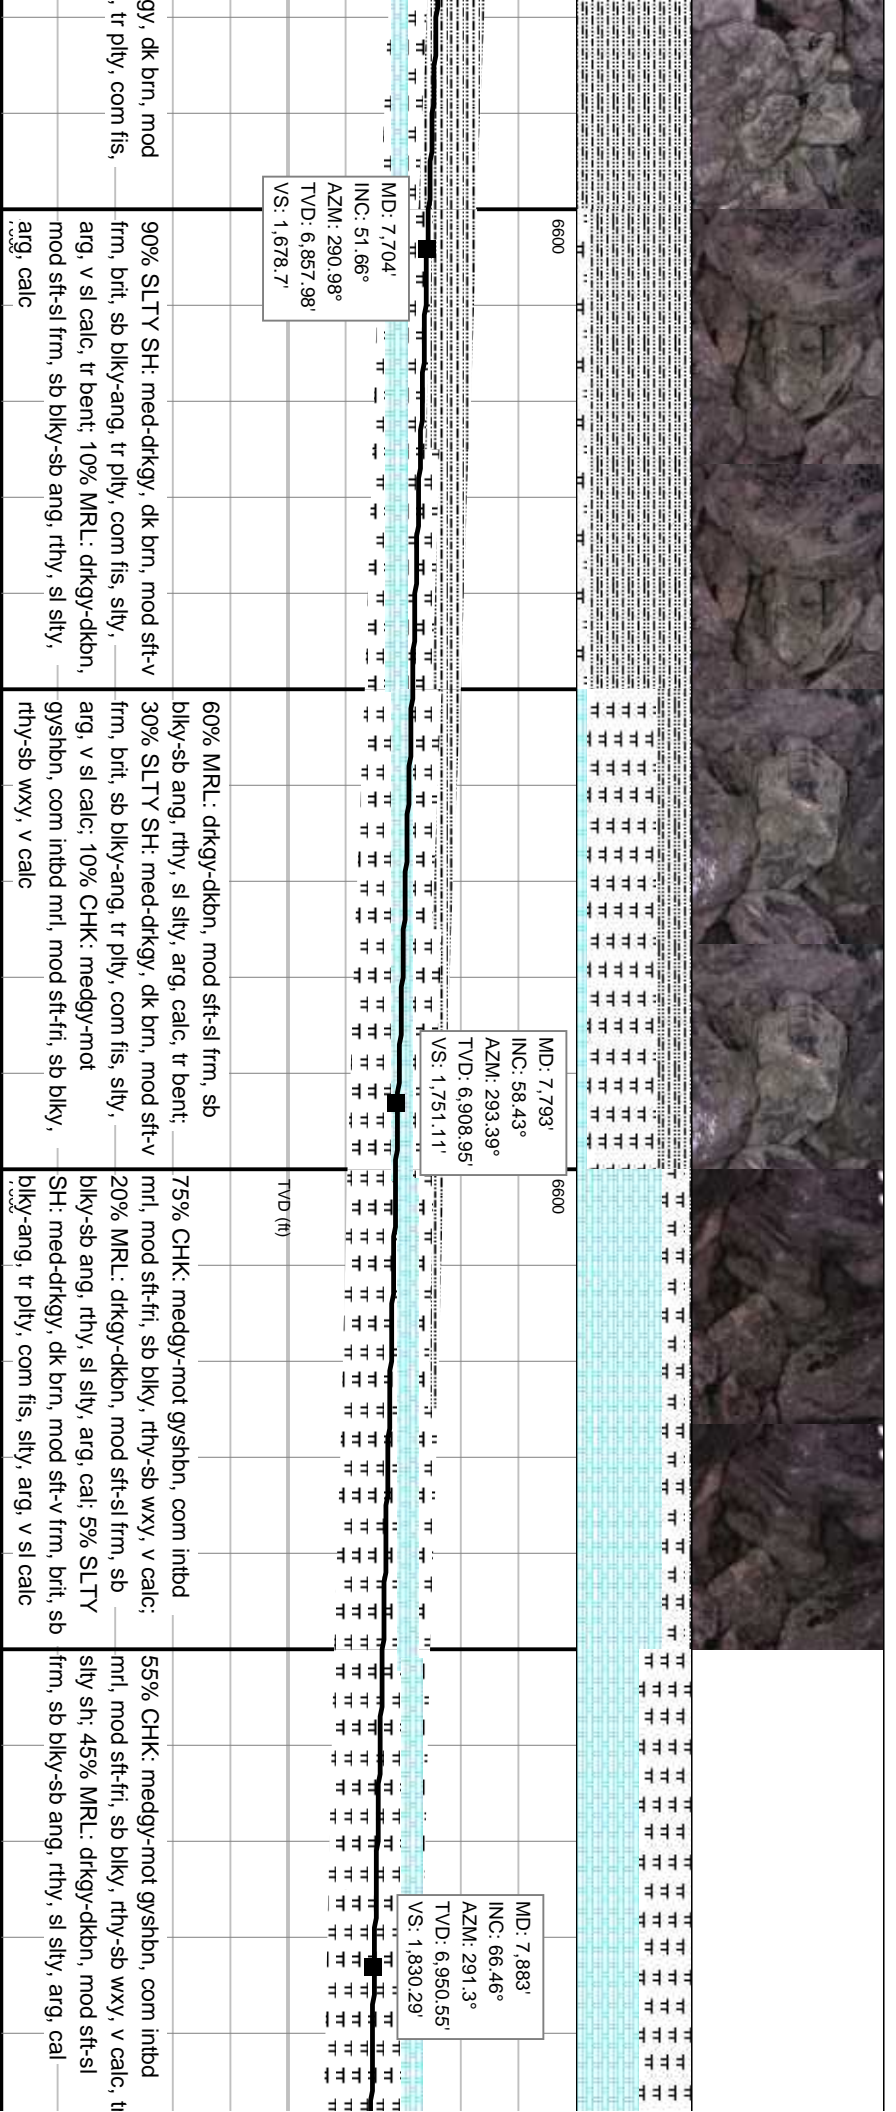 gy, dk brn, mod
, tr plty, com fis,
MD: 7,704'
INC: 51.66°
AZM: 290.98°
TVD: 6,857.98'
VS: 1,678.7'
6600
90% SLTY SH: med-drkgy, dk brn, mod sft-v
frm, brit, sb blky-ang, tr plty, com fis, slty,
arg, v sl calc, tr bent; 10% MRL: drkgy-dkbn,
mod sft-sl frm, sb blky-sb ang, rthy, sl slty,
arg, calc
60% MRL: drkgy-dkbn, mod sft-sl frm, sb
blky-sb ang, rthy, sl slty, arg, calc, tr bent;
30% SLTY SH: med-drkgy, dk brn, mod sft-v
frm, brit, sb blky-ang, tr plty, com fis, slty,
arg, v sl calc; 10% CHK: medgy-mot
gyshbn, com intbd mrl, mod sft-fri, sb blky,
rthy-sb wxy, v calc
MD: 7,793'
INC: 58.43°
AZM: 293.39°
TVD: 6,908.95'
VS: 1,751.11'
6600
TVD (ft)
75% CHK: medgy-mot gyshbn, com intbd
mrl, mod sft-fri, sb blky, rthy-sb wxy, v calc;
20% MRL: drkgy-dkbn, mod sft-sl frm, sb
blky-sb ang, rthy, sl slty, arg, cal; 5% SLTY
SH: med-drkgy, dk brn, mod sft-v frm, brit, sb
blky-ang, tr plty, com fis, slty, arg, v sl calc
55% CHK: medgy-mot gyshbn, com intbd
mrl, mod sft-fri, sb blky, rthy-sb wxy, v calc, tr
slty sh; 45% MRL: drkgy-dkbn, mod sft-sl
frm, sb blky-sb ang, rthy, sl slty, arg, cal
MD: 7,883'
INC: 66.46°
AZM: 291.3°
TVD: 6,950.55'
VS: 1,830.29'